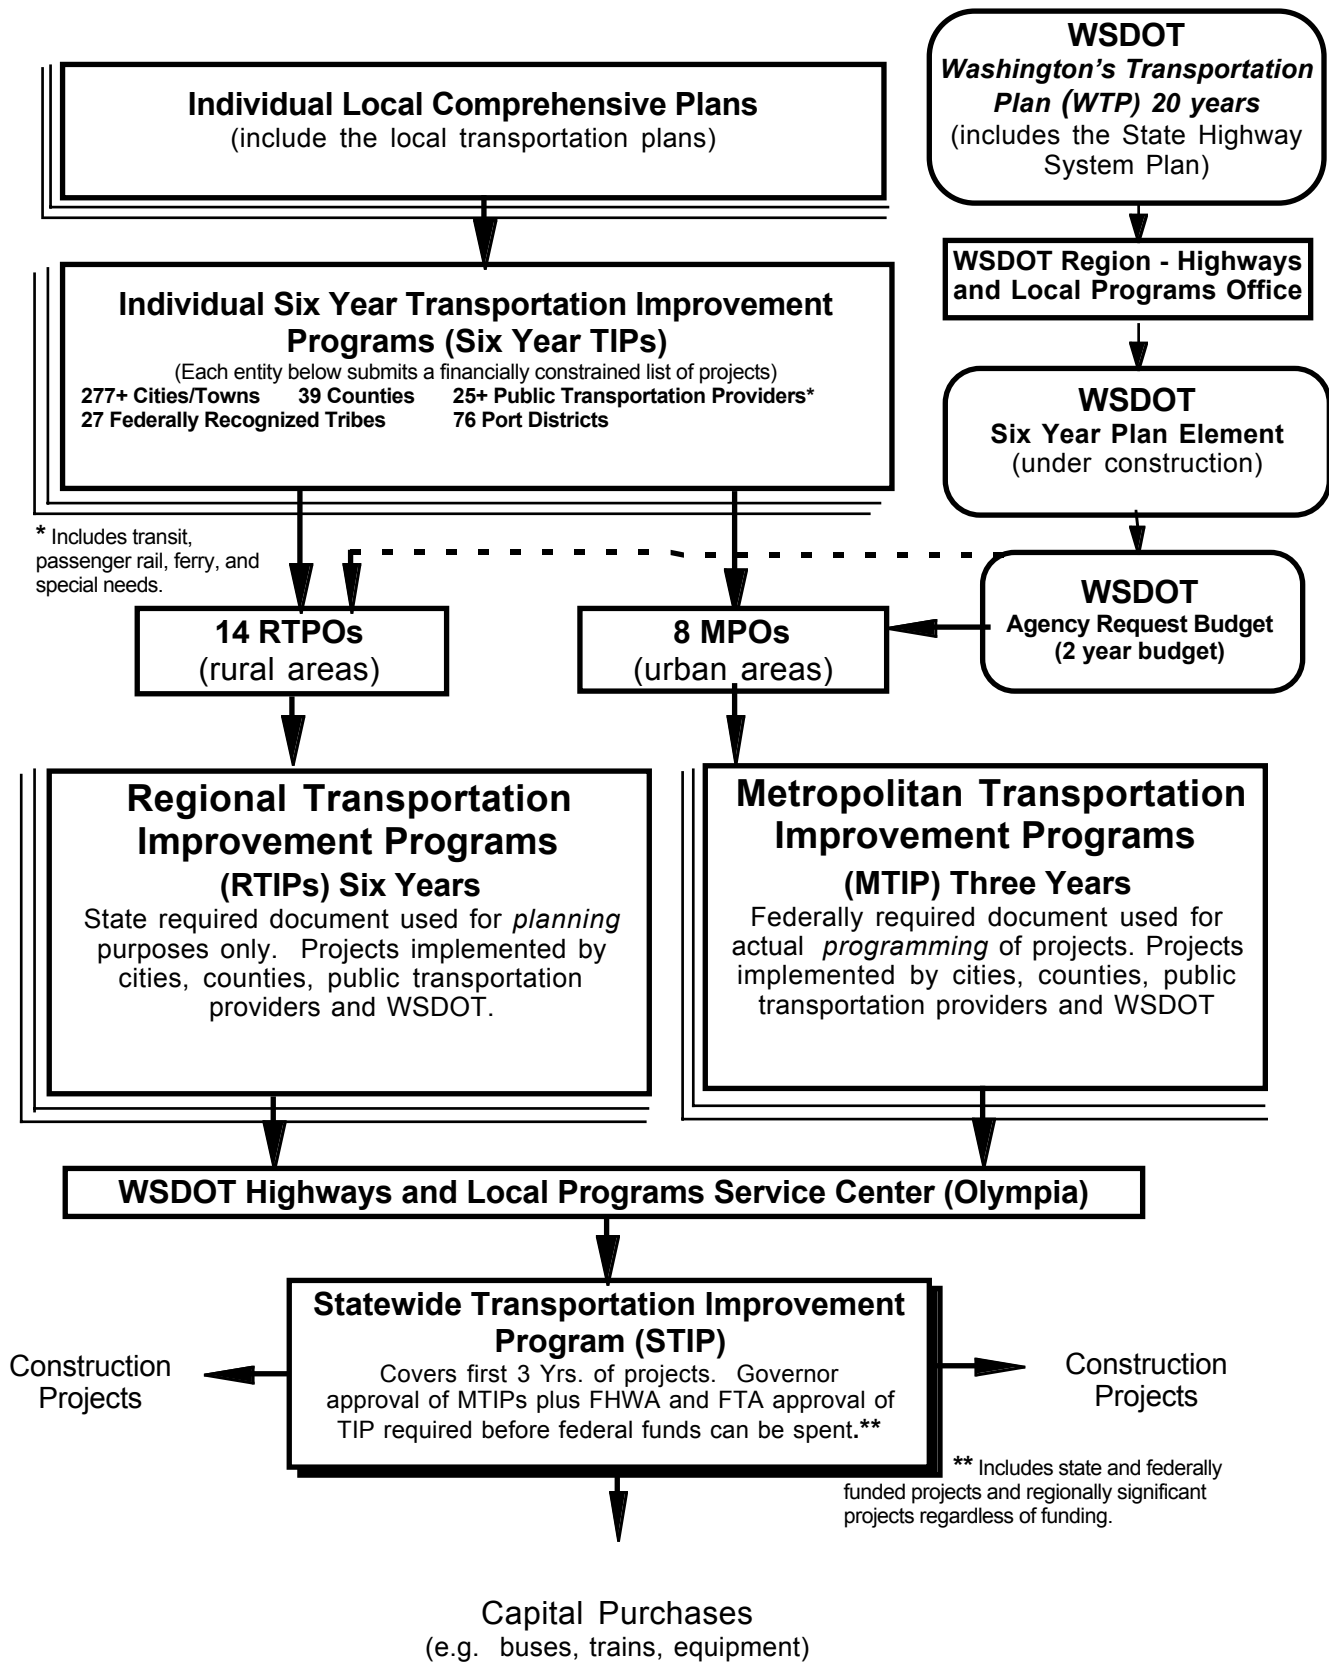 WSDOT
Washington's Transportation
Plan (WTP) 20 years
(includes the State Highway
System Plan)
Individual Local Comprehensive Plans
(include the local transportation plans)
WSDOT Region - Highways
and Local Programs Office
Individual Six Year Transportation Improvement
Programs (Six Year TIPs)
(Each entity below submits a financially constrained list of projects)
277+ Cities/Towns 39 Counties 25+ Public Transportation Providers*
27 Federally Recognized Tribes 76 Port Districts
WSDOT
Six Year Plan Element
(under construction)
* Includes transit,
passenger rail, ferry, and
special needs.
WSDOT
Agency Request Budget
(2 year budget)
14 RTPOs
(rural areas)
8 MPOs
(urban areas)
Regional Transportation
Improvement Programs
(RTIPs) Six Years
State required document used for planning
purposes only. Projects implemented by
cities, counties, public transportation
providers and WSDOT.
Metropolitan Transportation
Improvement Programs
(MTIP) Three Years
Federally required document used for
actual programming of projects. Projects
implemented by cities, counties, public
transportation providers and WSDOT
WSDOT Highways and Local Programs Service Center (Olympia)
Statewide Transportation Improvement
Program (STIP)
Covers first 3 Yrs. of projects. Governor
approval of MTIPs plus FHWA and FTA approval of
TIP required before federal funds can be spent.**
Construction
Projects
Construction
Projects
** Includes state and federally
funded projects and regionally significant
projects regardless of funding.
Capital Purchases
(e.g. buses, trains, equipment)